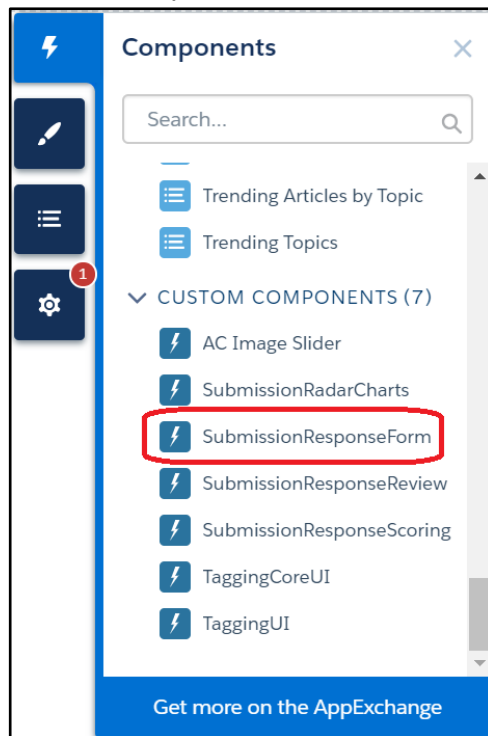 Components
Search...
Trending Articles by Topic
Trending Topics
1
CUSTOM COMPONENTS (7)
AC Image Slider
SubmissionRadarCharts
SubmissionResponseForm
SubmissionResponseReview
SubmissionResponseScoring
TaggingCoreUI
TaggingUI
Get more on the AppExchange